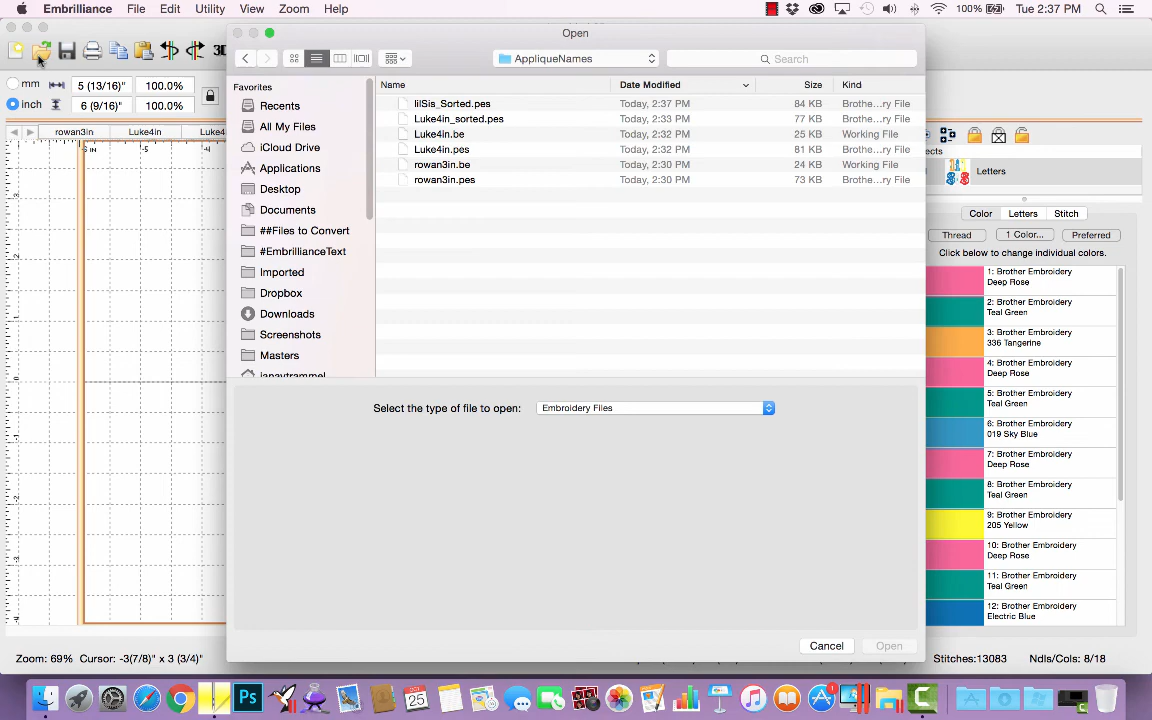 Embrilliance File Edit Utility View Zoom Help 100% Tue 2:37 PM
Open
3D
AppliqueNames Search
mm 5 (13/16)" 100.0%
inch 6 (9/16)" 100.0%
rowan3in Luke4in Luke4
Favorites
Recents
All My Files
iCloud Drive
Applications
Desktop
Documents
##Files to Convert
#EmbrillianceText
Imported
Dropbox
Downloads
Screenshots
Masters
janaytrammel
Name Date Modified Size Kind
lilSis_Sorted.pes Today, 2:37 PM 84 KB Brothe...ry File
Luke4in_sorted.pes Today, 2:33 PM 77 KB Brothe...ry File
Luke4in.be Today, 2:32 PM 25 KB Working File
Luke4in.pes Today, 2:32 PM 81 KB Brothe...ry File
rowan3in.be Today, 2:30 PM 24 KB Working File
rowan3in.pes Today, 2:30 PM 73 KB Brothe...ry File
Select the type of file to open: Embroidery Files
Cancel Open
ects
Letters
Color Letters Stitch
Thread 1 Color... Preferred
Click below to change individual colors.
1: Brother Embroidery
Deep Rose
2: Brother Embroidery
Teal Green
3: Brother Embroidery
336 Tangerine
4: Brother Embroidery
Deep Rose
5: Brother Embroidery
Teal Green
6: Brother Embroidery
019 Sky Blue
7: Brother Embroidery
Deep Rose
8: Brother Embroidery
Teal Green
9: Brother Embroidery
205 Yellow
10: Brother Embroidery
Deep Rose
11: Brother Embroidery
Teal Green
12: Brother Embroidery
Electric Blue
Zoom: 69% Cursor: -3(7/8)" x 3 (3/4)"
Stitches:13083 Ndls/Cols: 8/18
Ps
25